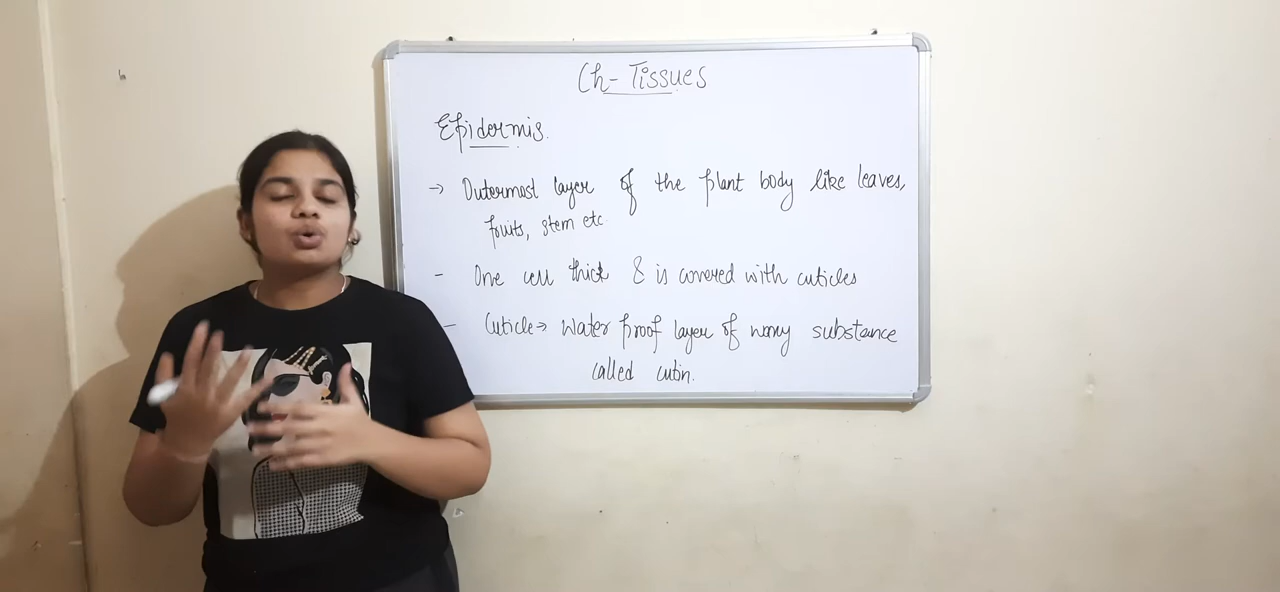 Ch- Tissues
Epidermis.
→ Outermost layer of the plant body like leaves,
fruits, stem etc.
- One cell thick & is covered with cuticles
- Cuticle → Water proof layer of waxy substance
called cutin.